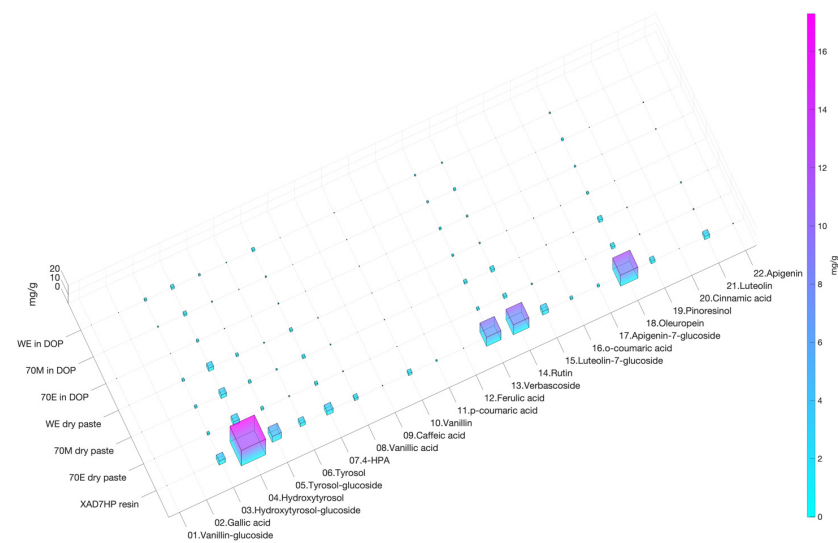 16
14
12
10
8
6
4
2
0
mg/g
20
10
0
mg/g
WE in DOP
70M in DOP
70E in DOP
WE dry paste
70M dry paste
70E dry paste
XAD7HP resin
22.Apigenin
21.Luteolin
20.Cinnamic acid
19.Pinoresinol
18.Oleuropein
17.Apigenin-7-glucoside
16.o-coumaric acid
15.Luteolin-7-glucoside
14.Rutin
13.Verbascoside
12.Ferulic acid
11.p-coumaric acid
10.Vanillin
09.Caffeic acid
08.Vanillic acid
07.4-HPA
06.Tyrosol
05.Tyrosol-glucoside
04.Hydroxytyrosol
03.Hydroxytyrosol-glucoside
02.Gallic acid
01.Vanillin-glucoside